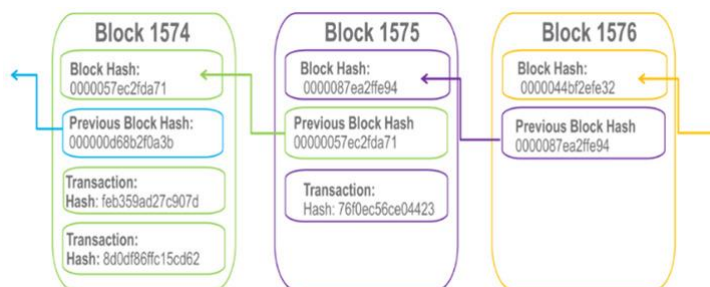 Block 1574
Block Hash:
0000057ec2fda71
Previous Block Hash:
000000d68b2f0a3b
Transaction:
Hash: feb359ad27c907d
Transaction:
Hash: 8d0df86ffc15cd62
Block 1575
Block Hash:
0000087ea2ffe94
Previous Block Hash
00000057ec2fda71
Transaction:
Hash: 76f0ec56ce04423
Block 1576
Block Hash:
0000044bf2efe32
Previous Block Hash
0000087ea2ffe94